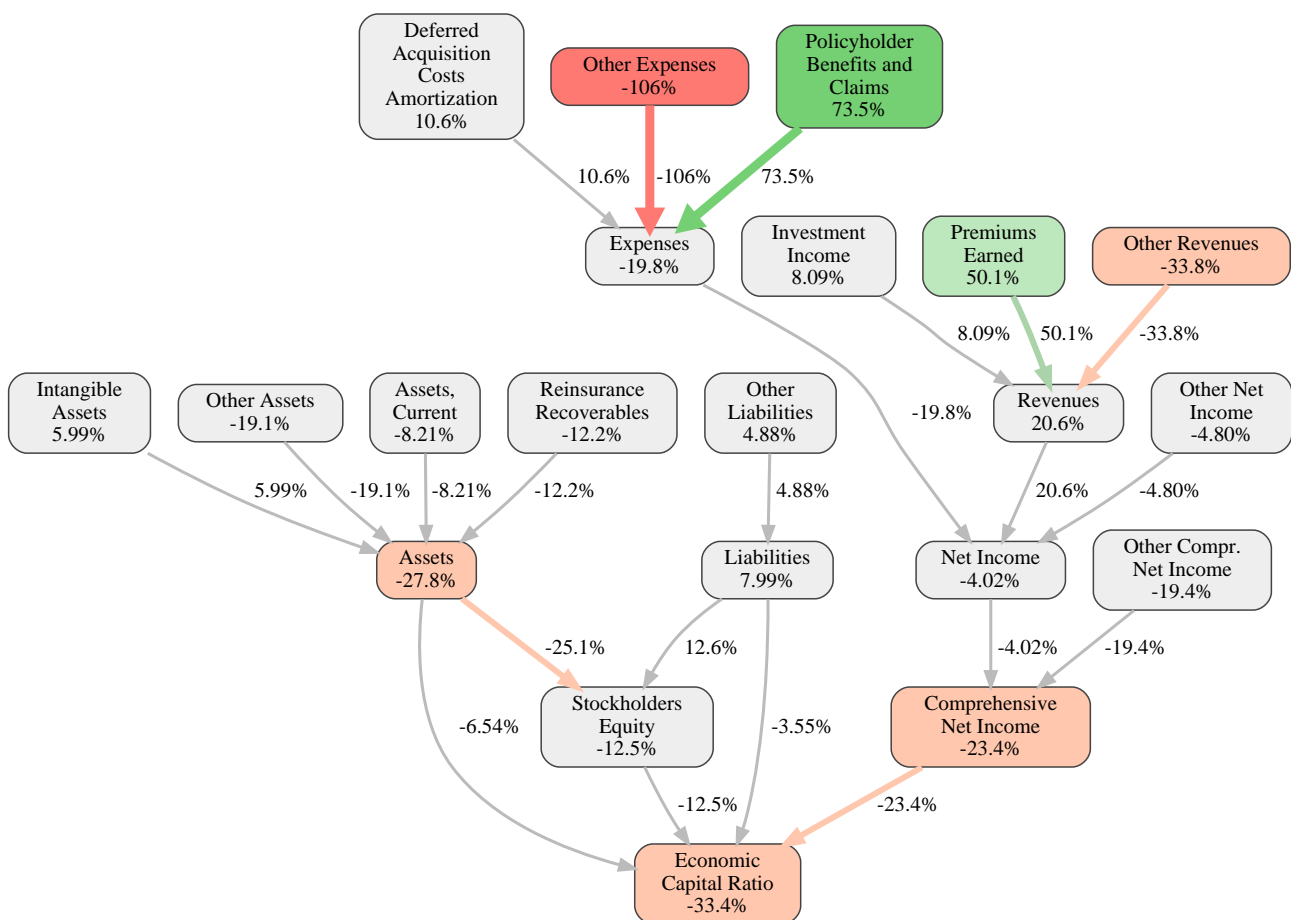 Deferred
Acquisition
Costs
Amortization
10.6%
Other Expenses
-106%
Policyholder
Benefits and
Claims
73.5%
10.6%
-106%
73.5%
Expenses
-19.8%
Investment
Income
8.09%
Premiums
Earned
50.1%
Other Revenues
-33.8%
8.09%
50.1%
-33.8%
Intangible
Assets
5.99%
Other Assets
-19.1%
Assets,
Current
-8.21%
Reinsurance
Recoverables
-12.2%
Other
Liabilities
4.88%
-19.8%
Revenues
20.6%
Other Net
Income
-4.80%
5.99%
-19.1%
-8.21%
-12.2%
4.88%
20.6%
-4.80%
Assets
-27.8%
Liabilities
7.99%
Net Income
-4.02%
Other Compr.
Net Income
-19.4%
-25.1%
12.6%
-4.02%
-19.4%
-6.54%
Stockholders
Equity
-12.5%
-3.55%
Comprehensive
Net Income
-23.4%
-12.5%
-23.4%
Economic
Capital Ratio
-33.4%